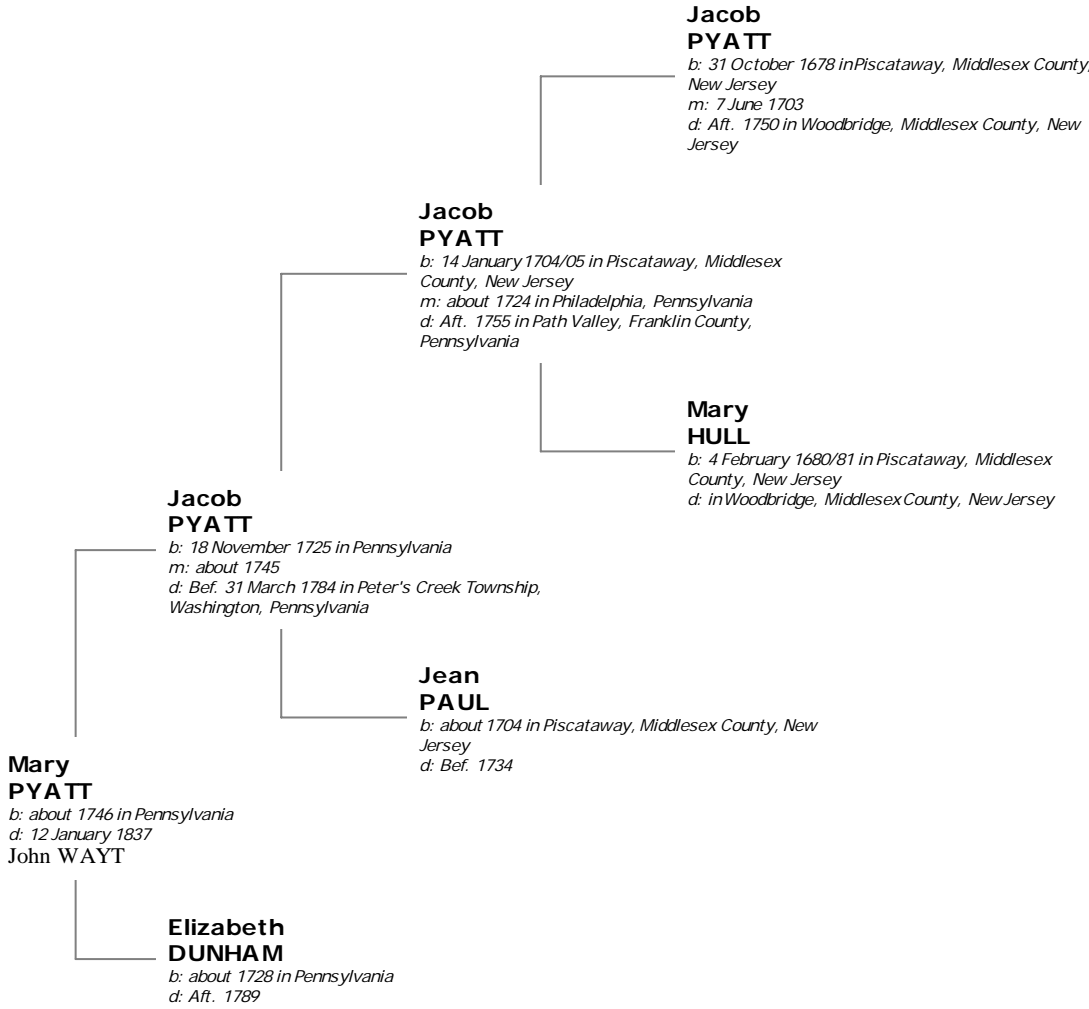 Jacob
PYATT
b: 31 October 1678 in Piscataway, Middlesex County,
New Jersey
m: 7 June 1703
d: Aft. 1750 in Woodbridge, Middlesex County, New
Jersey
Jacob
PYATT
b: 14 January 1704/05 in Piscataway, Middlesex
County, New Jersey
m: about 1724 in Philadelphia, Pennsylvania
d: Aft. 1755 in Path Valley, Franklin County,
Pennsylvania
Mary
HULL
b: 4 February 1680/81 in Piscataway, Middlesex
County, New Jersey
d: in Woodbridge, Middlesex County, New Jersey
Jacob
PYATT
b: 18 November 1725 in Pennsylvania
m: about 1745
d: Bef. 31 March 1784 in Peter's Creek Township,
Washington, Pennsylvania
Jean
PAUL
b: about 1704 in Piscataway, Middlesex County, New
Jersey
d: Bef. 1734
Mary
PYATT
b: about 1746 in Pennsylvania
d: 12 January 1837
John WAYT
Elizabeth
DUNHAM
b: about 1728 in Pennsylvania
d: Aft. 1789